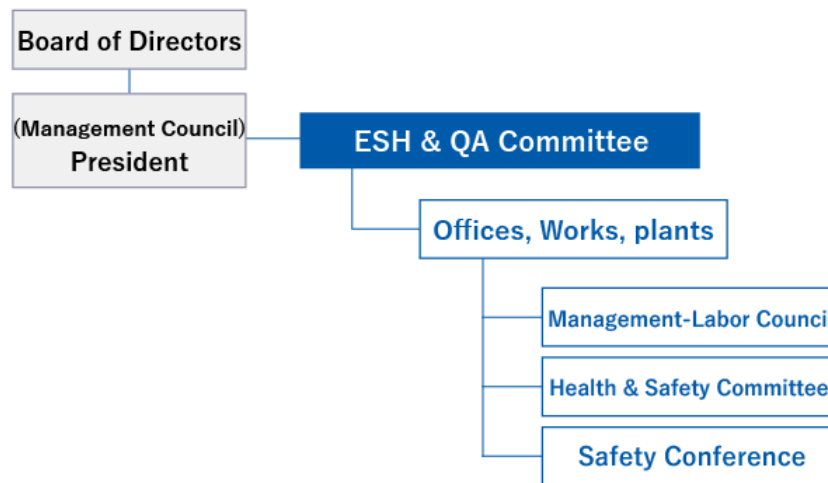 Board of Directors
(Management Council)
President
ESH & QA Committee
Offices, Works, plants
Management-Labor Counci
Health & Safety Committee
Safety Conference